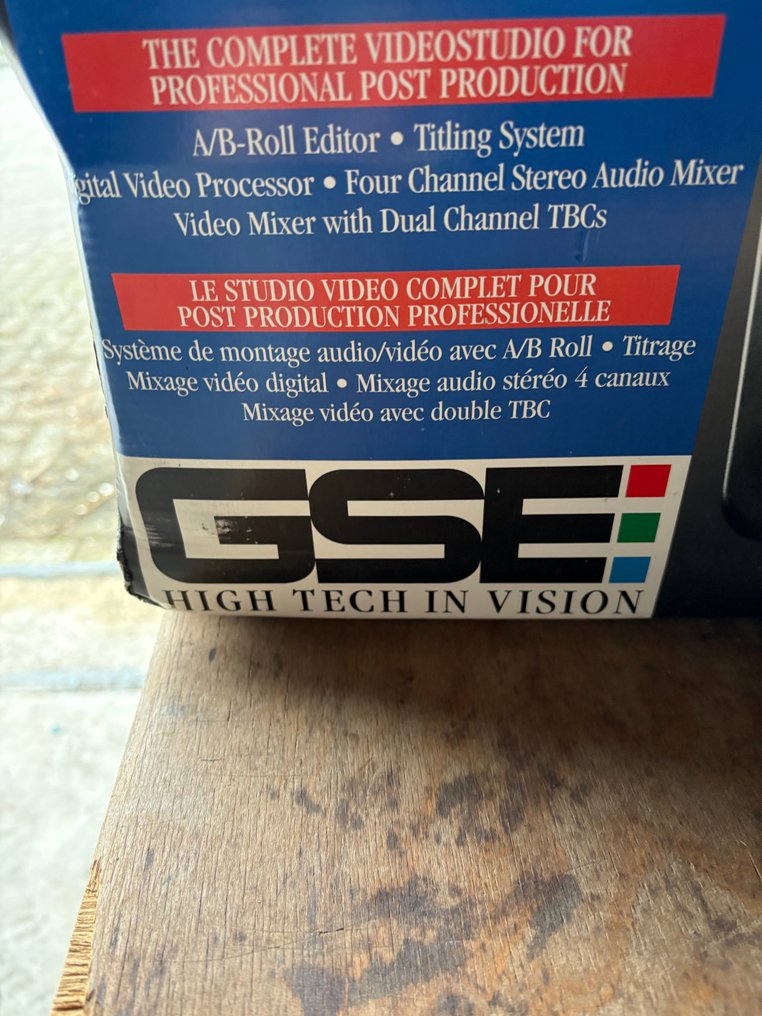 THE COMPLETE VIDEOSTUDIO FOR
PROFESSIONAL POST PRODUCTION
A/B-Roll Editor • Titling System
gital Video Processor • Four Channel Stereo Audio Mixer
Video Mixer with Dual Channel TBCs
LE STUDIO VIDEO COMPLET POUR
POST PRODUCTION PROFESSIONELLE
Système de montage audio/vidéo avec A/B Roll • Titrage
Mixage vidéo digital • Mixage audio stéréo 4 canaux
Mixage vidéo avec double TBC
GSE
HIGH TECH IN VISION